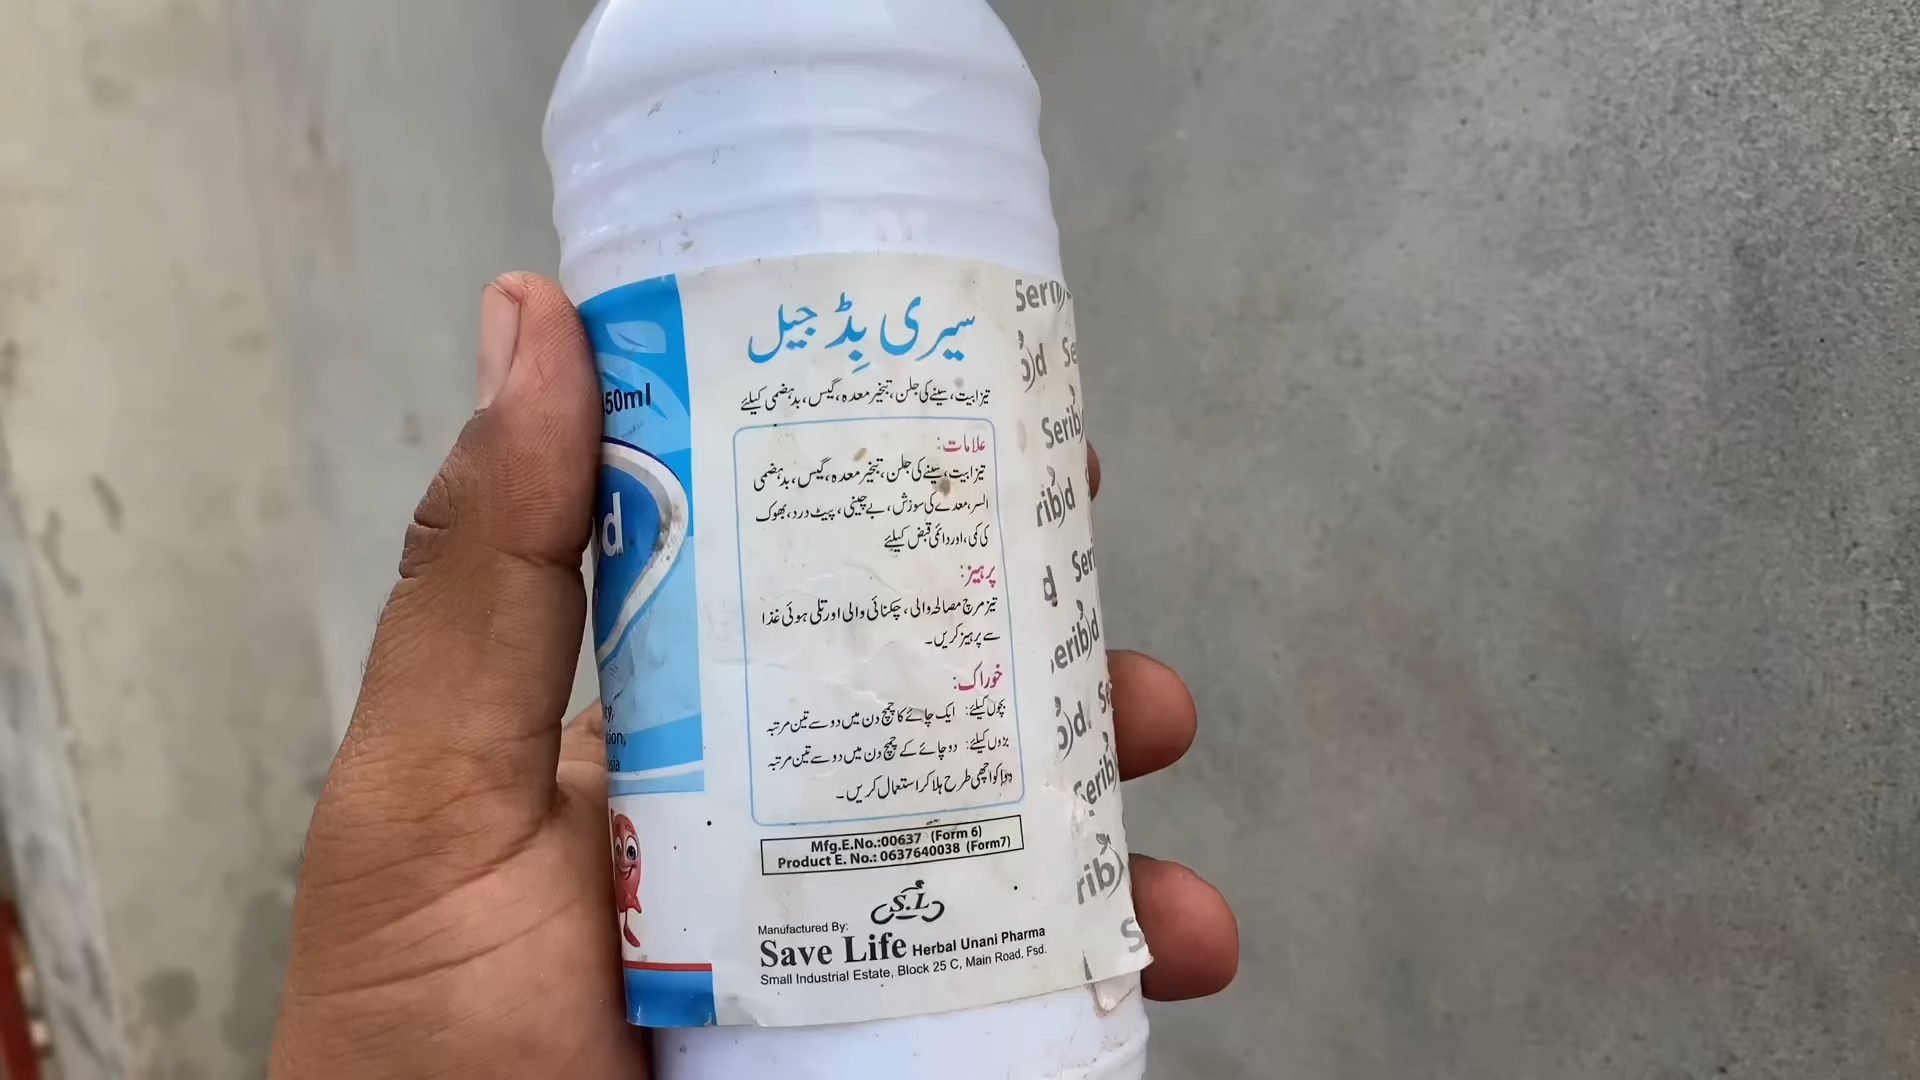 سیری بِڈ جیل
تیزابیت، سینے کی جلن، تبخیر معدہ، گیس، بدہضمی کیلئے
علامات:
تیزابیت، سینے کی جلن، تبخیر معدہ، گیس، بدہضمی
السر، معدے کی سوزش، بے چینی، پیٹ درد، بھوک
کی کمی، اور دائمی قبض کیلئے
پرہیز:
تیز مرچ مصالحہ والی، چکنائی والی اور تلی ہوئی غذا
سے پرہیز کریں۔
خوراک:
بچوں کیلئے: ایک چائے کا چمچ دن میں دو سے تین مرتبہ
بڑوں کیلئے: دو چائے کے چمچ دن میں دو سے تین مرتبہ
دوا کو اچھی طرح ہلا کر استعمال کریں۔
Mfg.E.No.:00637 (Form 6)
Product E. No.: 0637640038 (Form7)
S.L
Manufactured By:
Save Life Herbal Unani Pharma
Small Industrial Estate, Block 25 C, Main Road, Fsd.
50ml